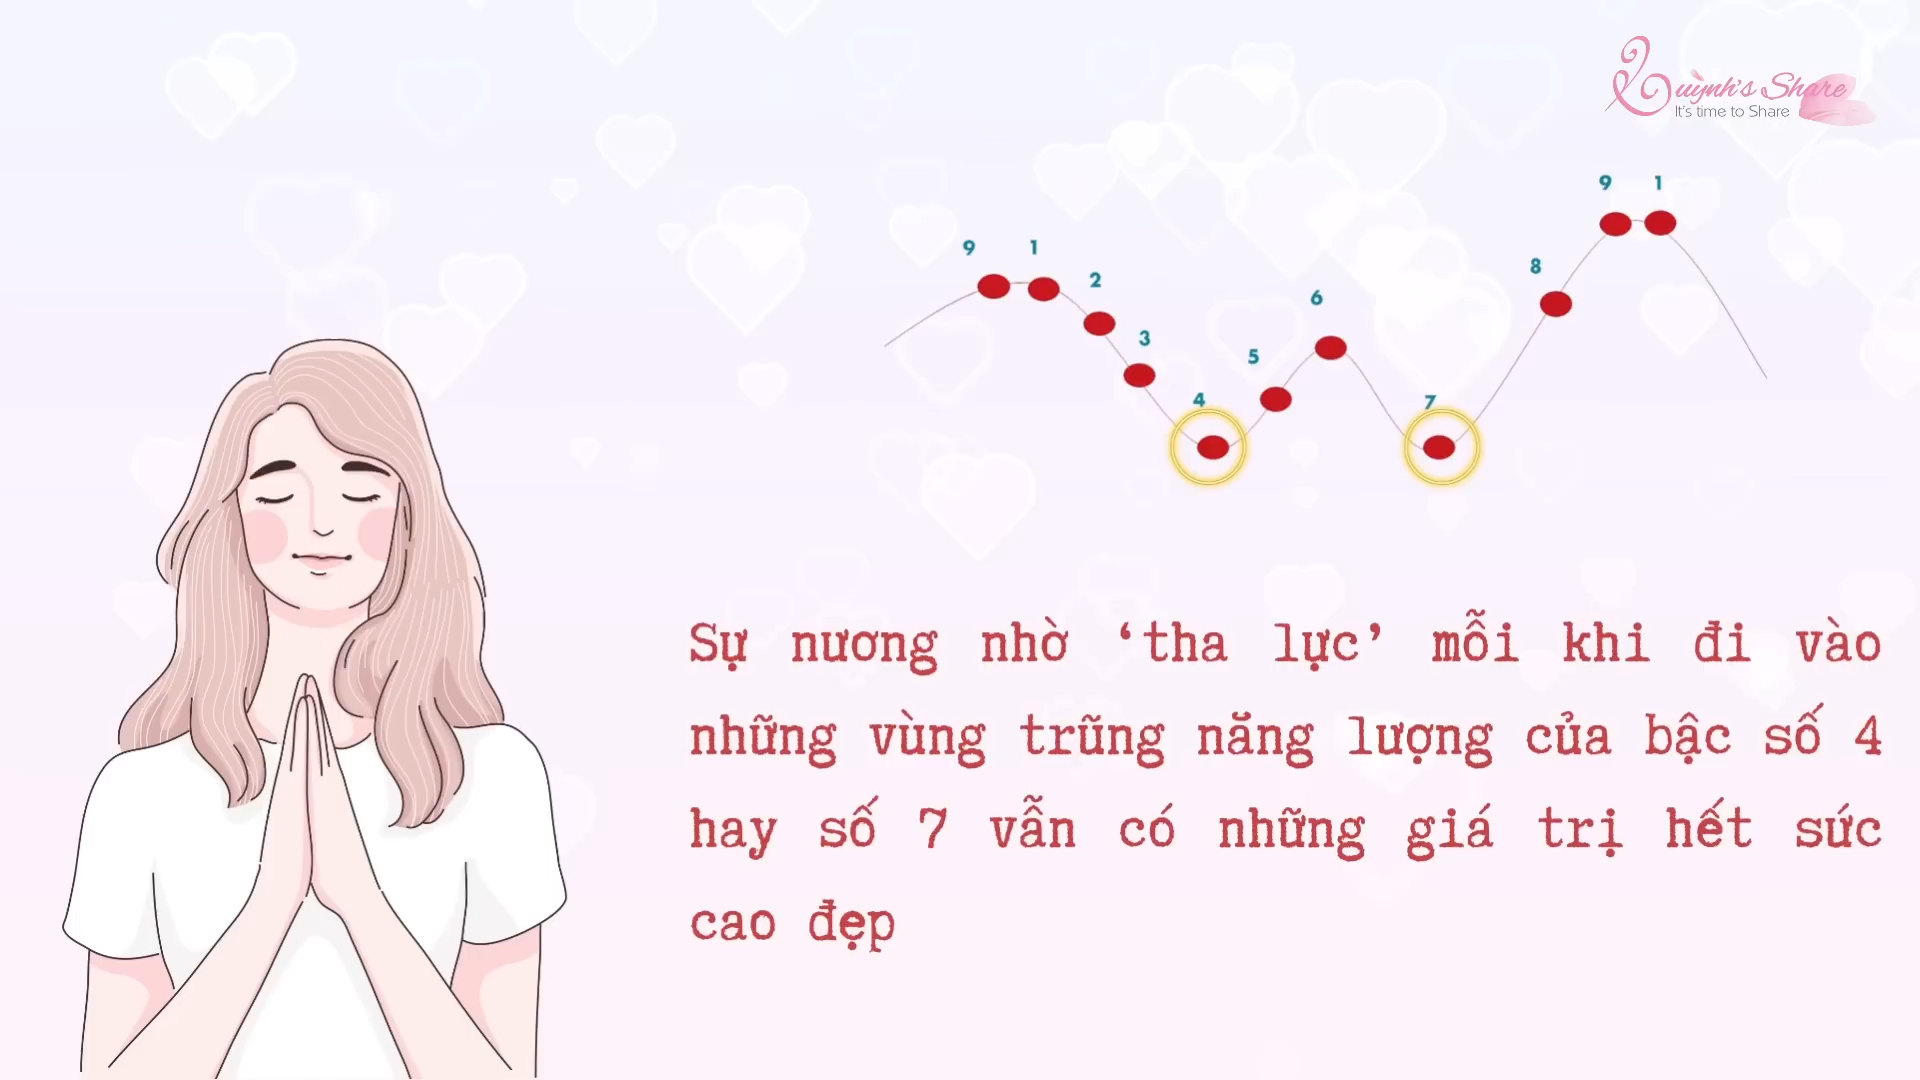 Quỳnh's Share
It's time to Share
9 1
9 1
8
2
6
3
5
4
7
Sự nương nhờ ‘tha lực’ mỗi khi đi vào
những vùng trũng năng lượng của bậc số 4
hay số 7 vẫn có những giá trị hết sức
cao đẹp